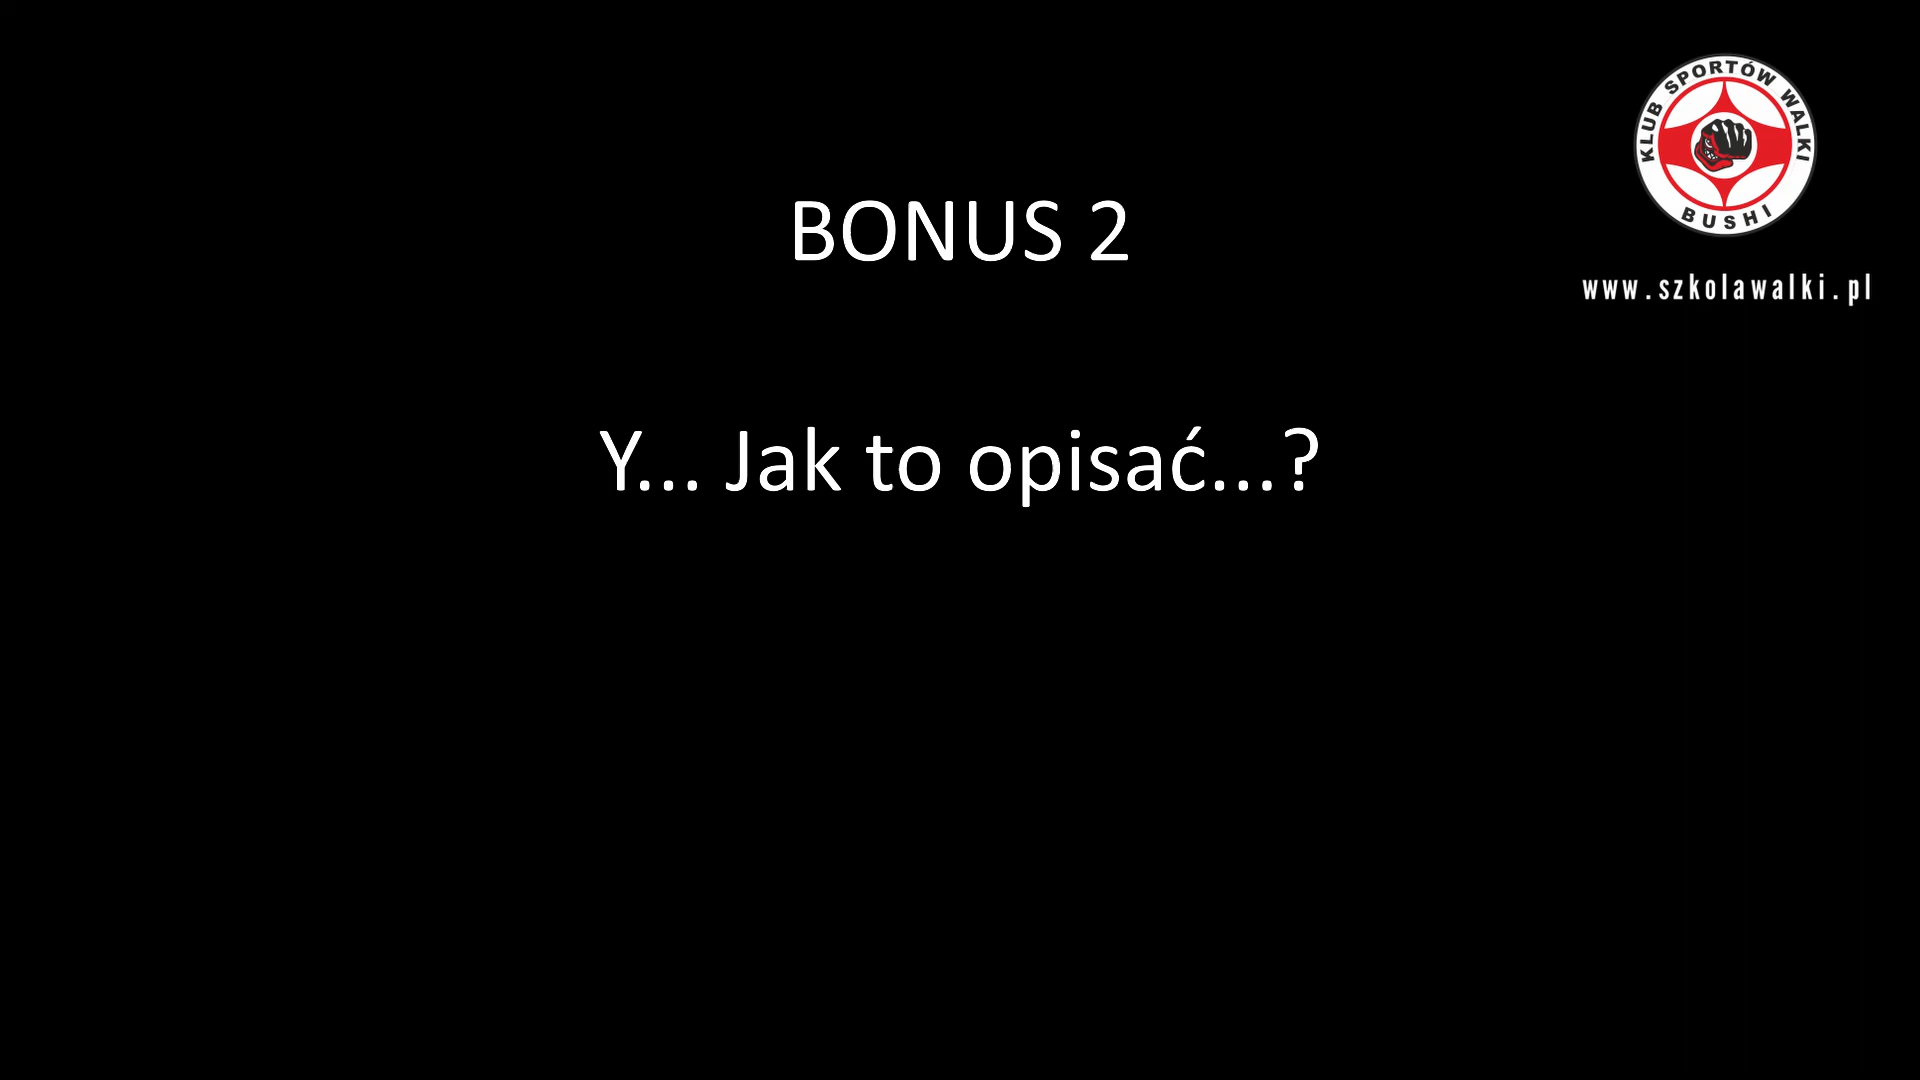 KLUB SPORTÓW WALKI
BUSHI
www.szkolawalki.pl
BONUS 2
Y... Jak to opisać...?